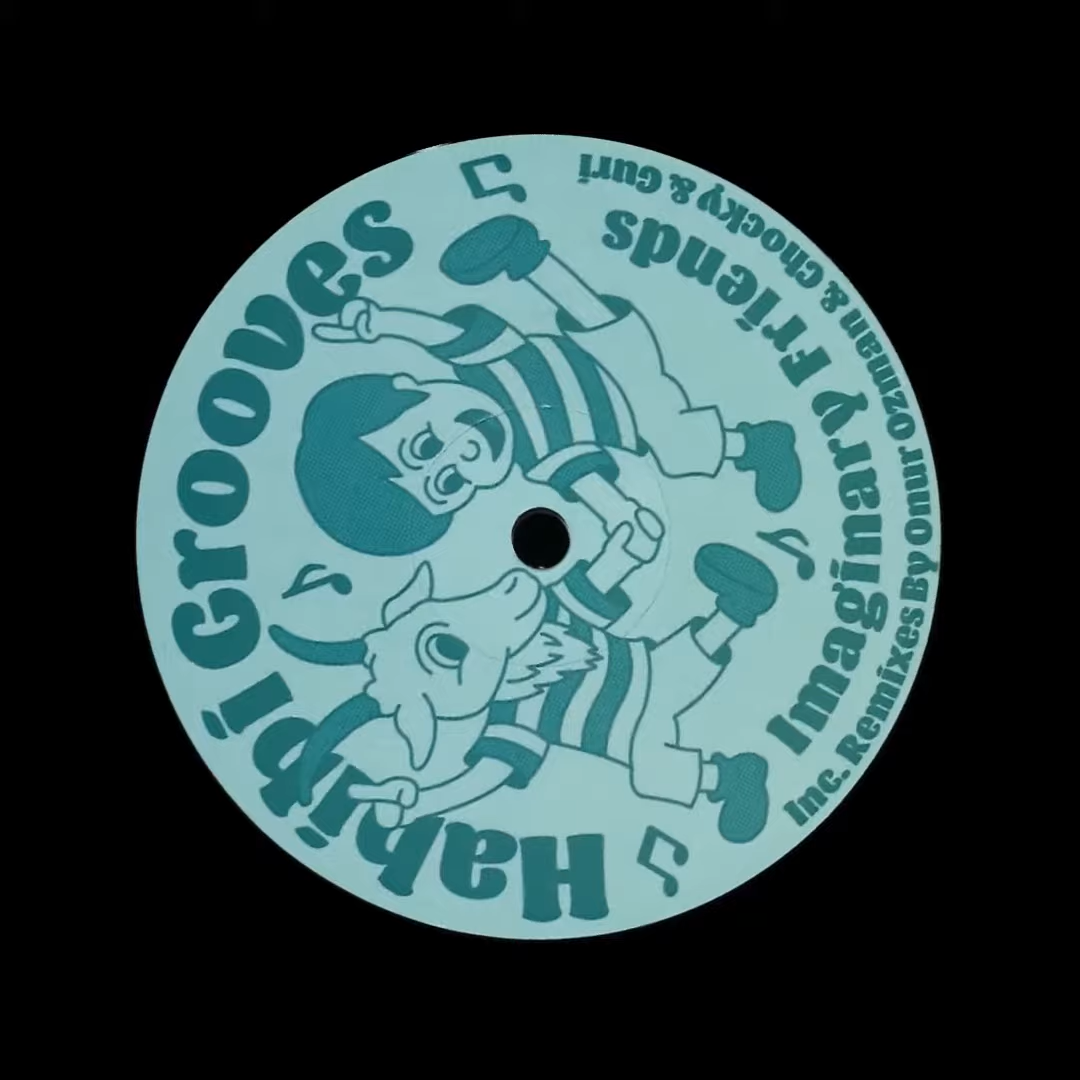 Habibi Grooves
Imaginary Friends
Inc. Remixes By Onur Ozman & Chocky & Guri